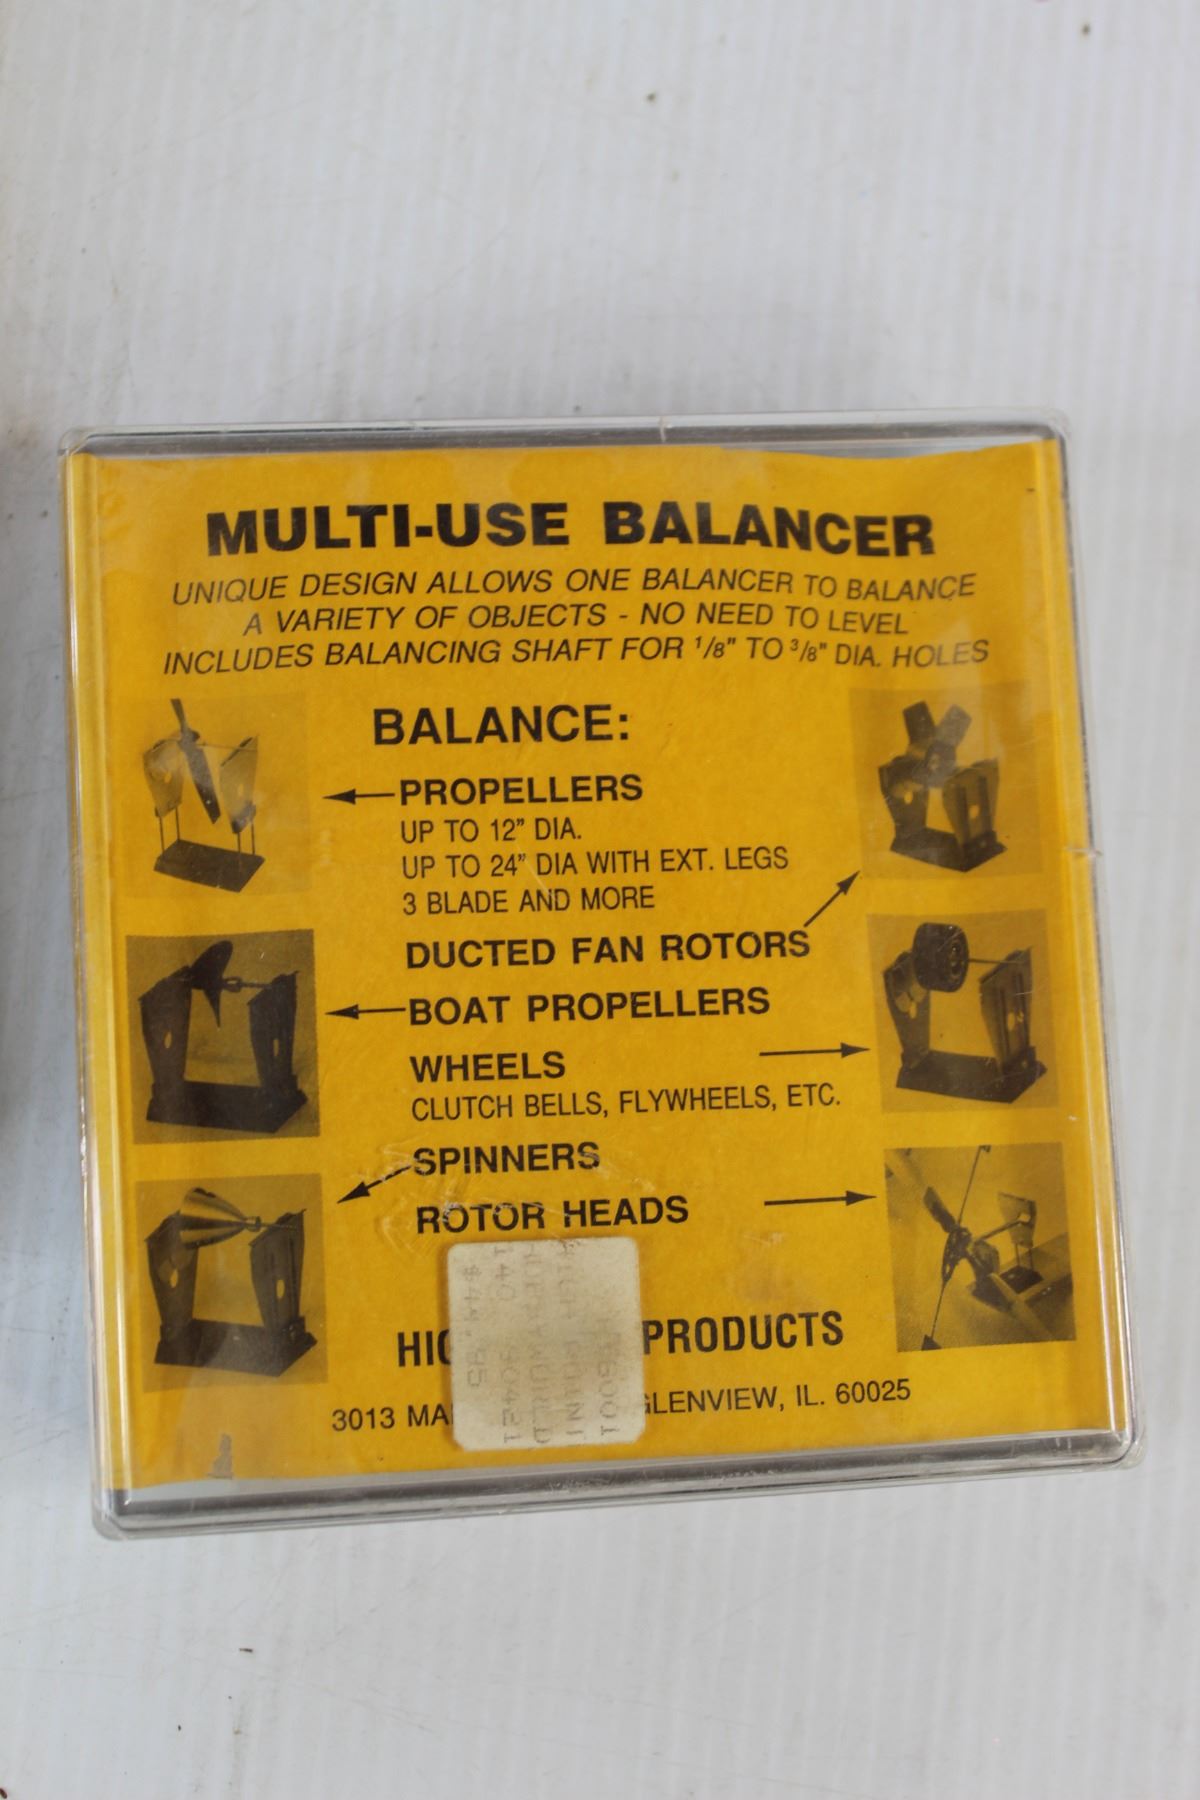 MULTI-USE BALANCER
UNIQUE DESIGN ALLOWS ONE BALANCER TO BALANCE
A VARIETY OF OBJECTS - NO NEED TO LEVEL
INCLUDES BALANCING SHAFT FOR 1/8" TO 3/8" DIA. HOLES
BALANCE:
PROPELLERS
UP TO 12" DIA.
UP TO 24" DIA WITH EXT. LEGS
3 BLADE AND MORE
DUCTED FAN ROTORS
BOAT PROPELLERS
WHEELS
CLUTCH BELLS, FLYWHEELS, ETC.
SPINNERS
ROTOR HEADS
PRODUCTS
3013 GLENVIEW, IL. 60025